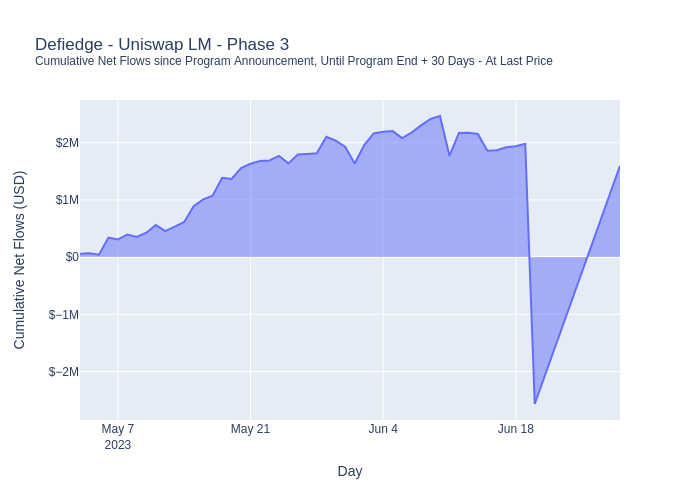 Defiedge - Uniswap LM - Phase 3
Cumulative Net Flows since Program Announcement, Until Program End + 30 Days - At Last Price
Cumulative Net Flows (USD)
$2M
$1M
$0
$−1M
$−2M
May 7
2023
May 21
Jun 4
Jun 18
Day